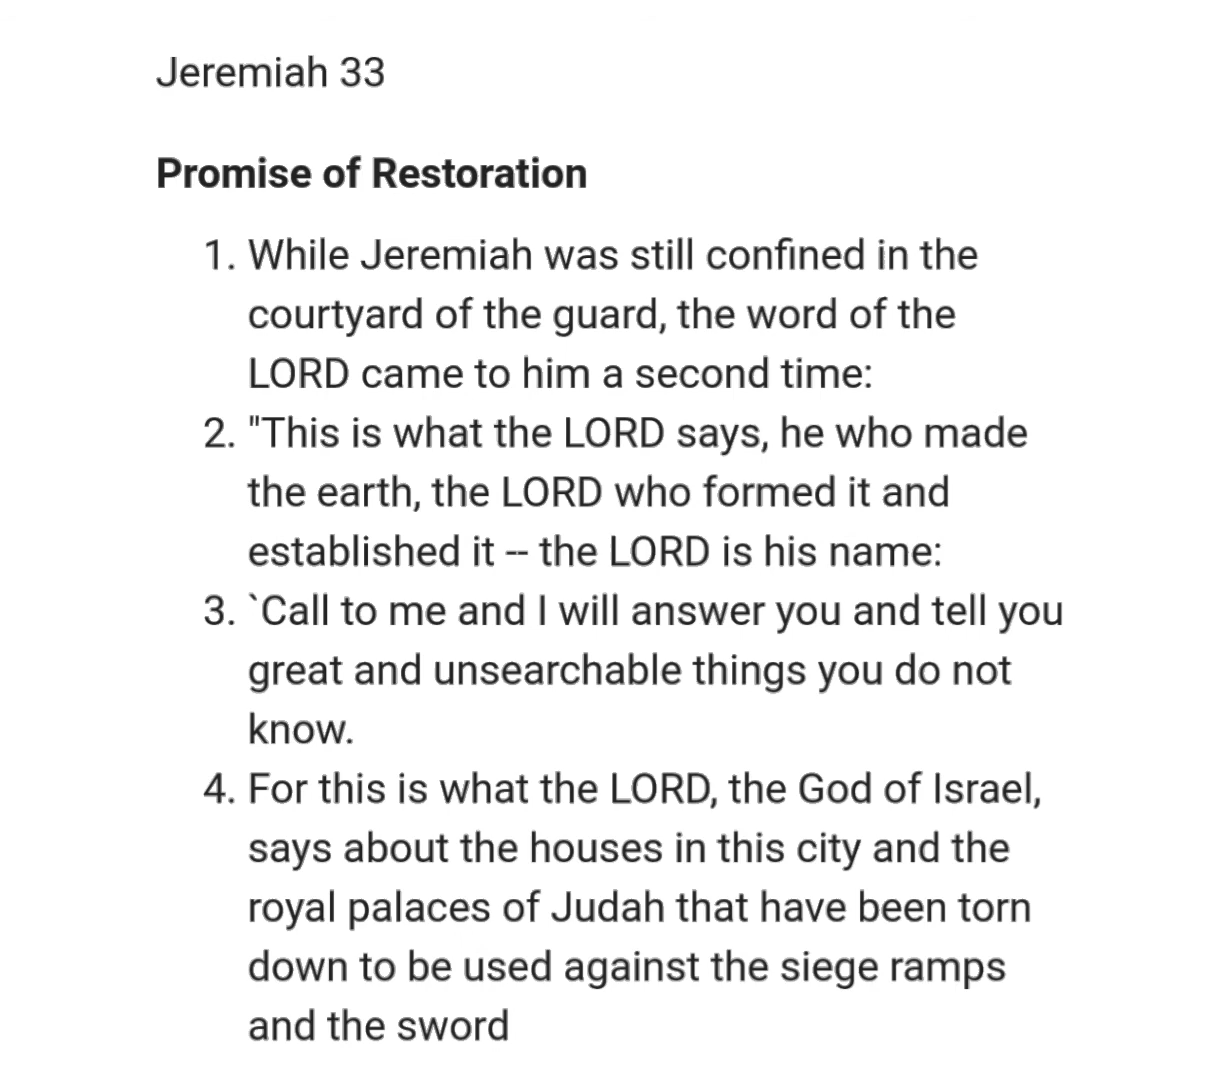 Jeremiah 33
Promise of Restoration
1. While Jeremiah was still confined in the
courtyard of the guard, the word of the
LORD came to him a second time:
2. "This is what the LORD says, he who made
the earth, the LORD who formed it and
established it -- the LORD is his name:
3. `Call to me and I will answer you and tell you
great and unsearchable things you do not
know.
4. For this is what the LORD, the God of Israel,
says about the houses in this city and the
royal palaces of Judah that have been torn
down to be used against the siege ramps
and the sword